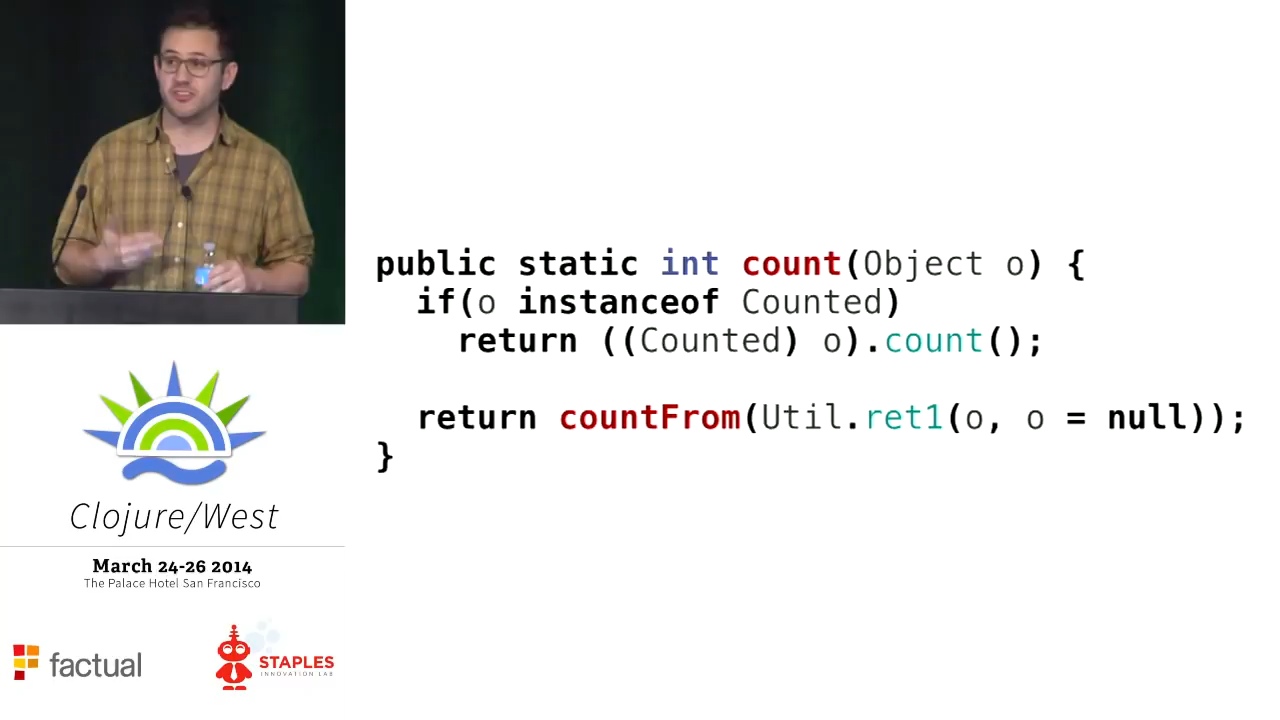 public static int count(Object o) {
if(o instanceof Counted)
return ((Counted) o).count();
return countFrom(Util.ret1(o, o = null));
}
Clojure/West
March 24-26 2014
The Palace Hotel San Francisco
factual
STAPLES
INNOVATION LAB